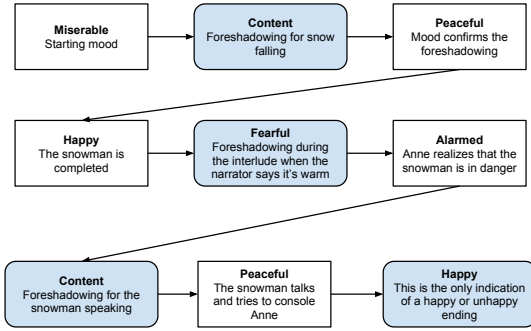 Miserable
Starting mood
Content
Foreshadowing for snow
falling
Peaceful
Mood confirms the
foreshadowing
Happy
The snowman is
completed
Fearful
Foreshadowing during
the interlude when the
narrator says it's warm
Alarmed
Anne realizes that the
snowman is in danger
Content
Foreshadowing for the
snowman speaking
Peaceful
The snowman talks
and tries to console
Anne
Happy
This is the only indication
of a happy or unhappy
ending